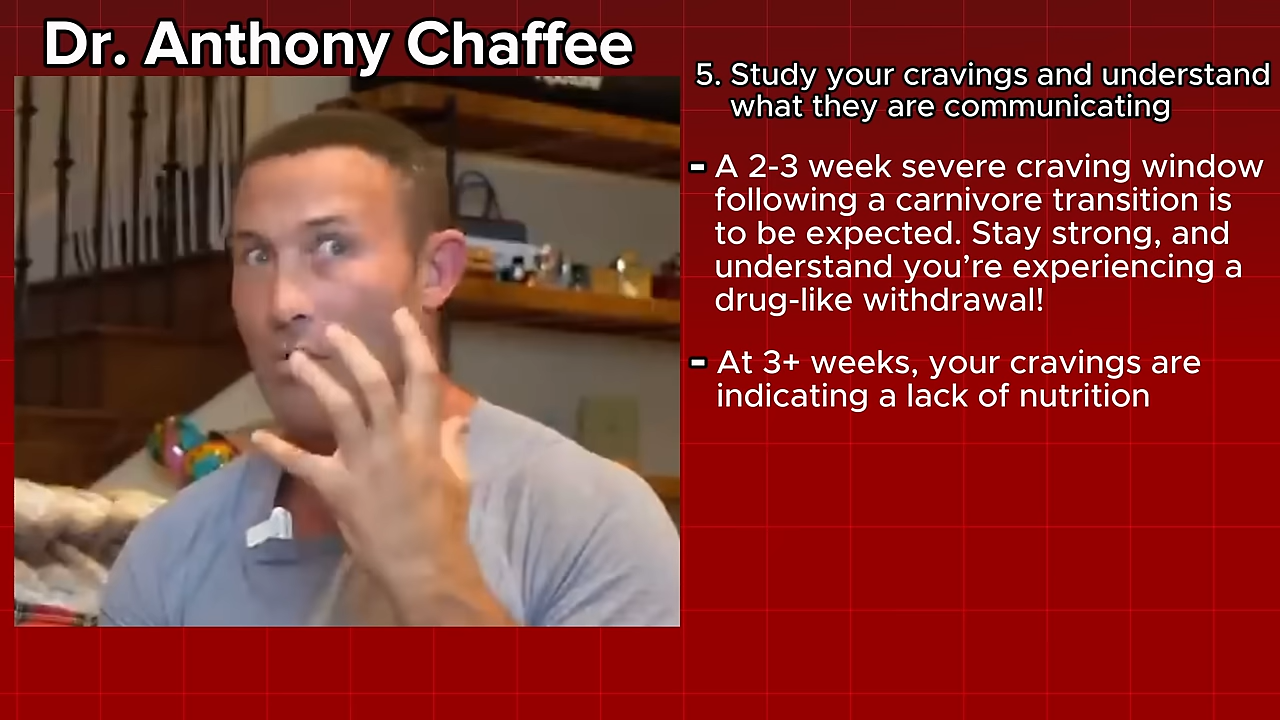 Dr. Anthony Chaffee
5. Study your cravings and understand
what they are communicating
- A 2-3 week severe craving window
following a carnivore transition is
to be expected. Stay strong, and
understand you’re experiencing a
drug-like withdrawal!
- At 3+ weeks, your cravings are
indicating a lack of nutrition